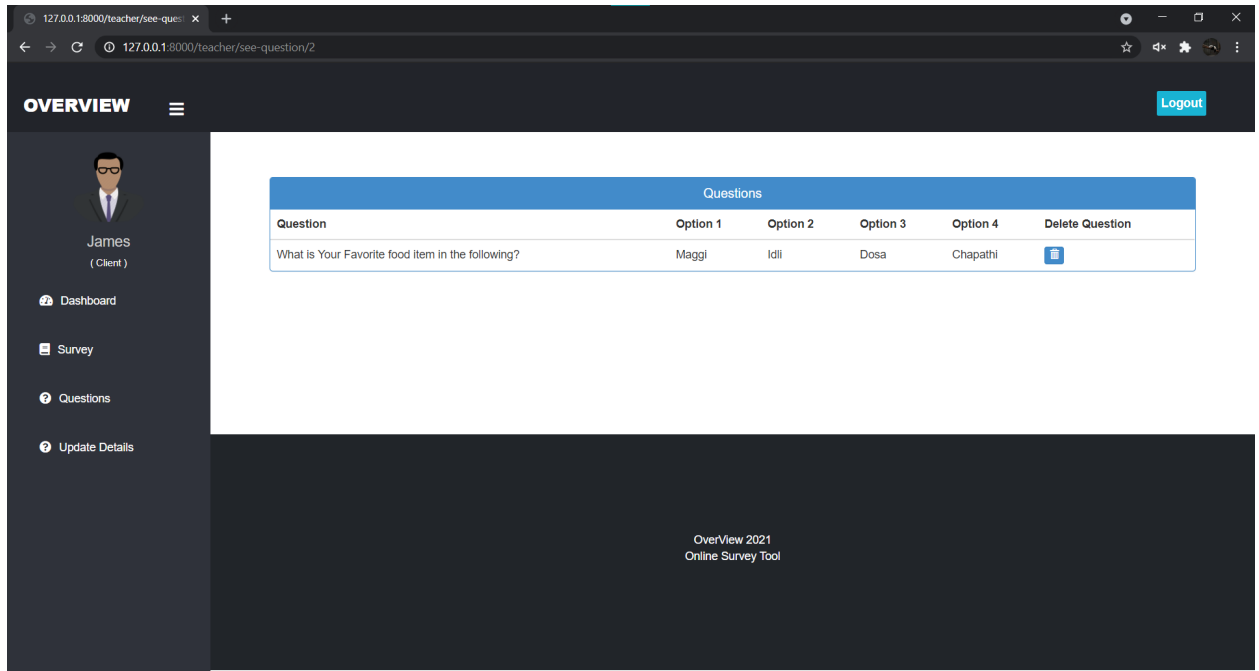 127.0.0.1:8000/teacher/see-ques
127.0.0.1:8000/teacher/see-question/2
OVERVIEW
Logout
James
( Client )
Dashboard
Survey
Questions
Update Details
Questions
Question Option 1 Option 2 Option 3 Option 4 Delete Question
What is Your Favorite food item in the following? Maggi Idli Dosa Chapathi
OverView 2021
Online Survey Tool